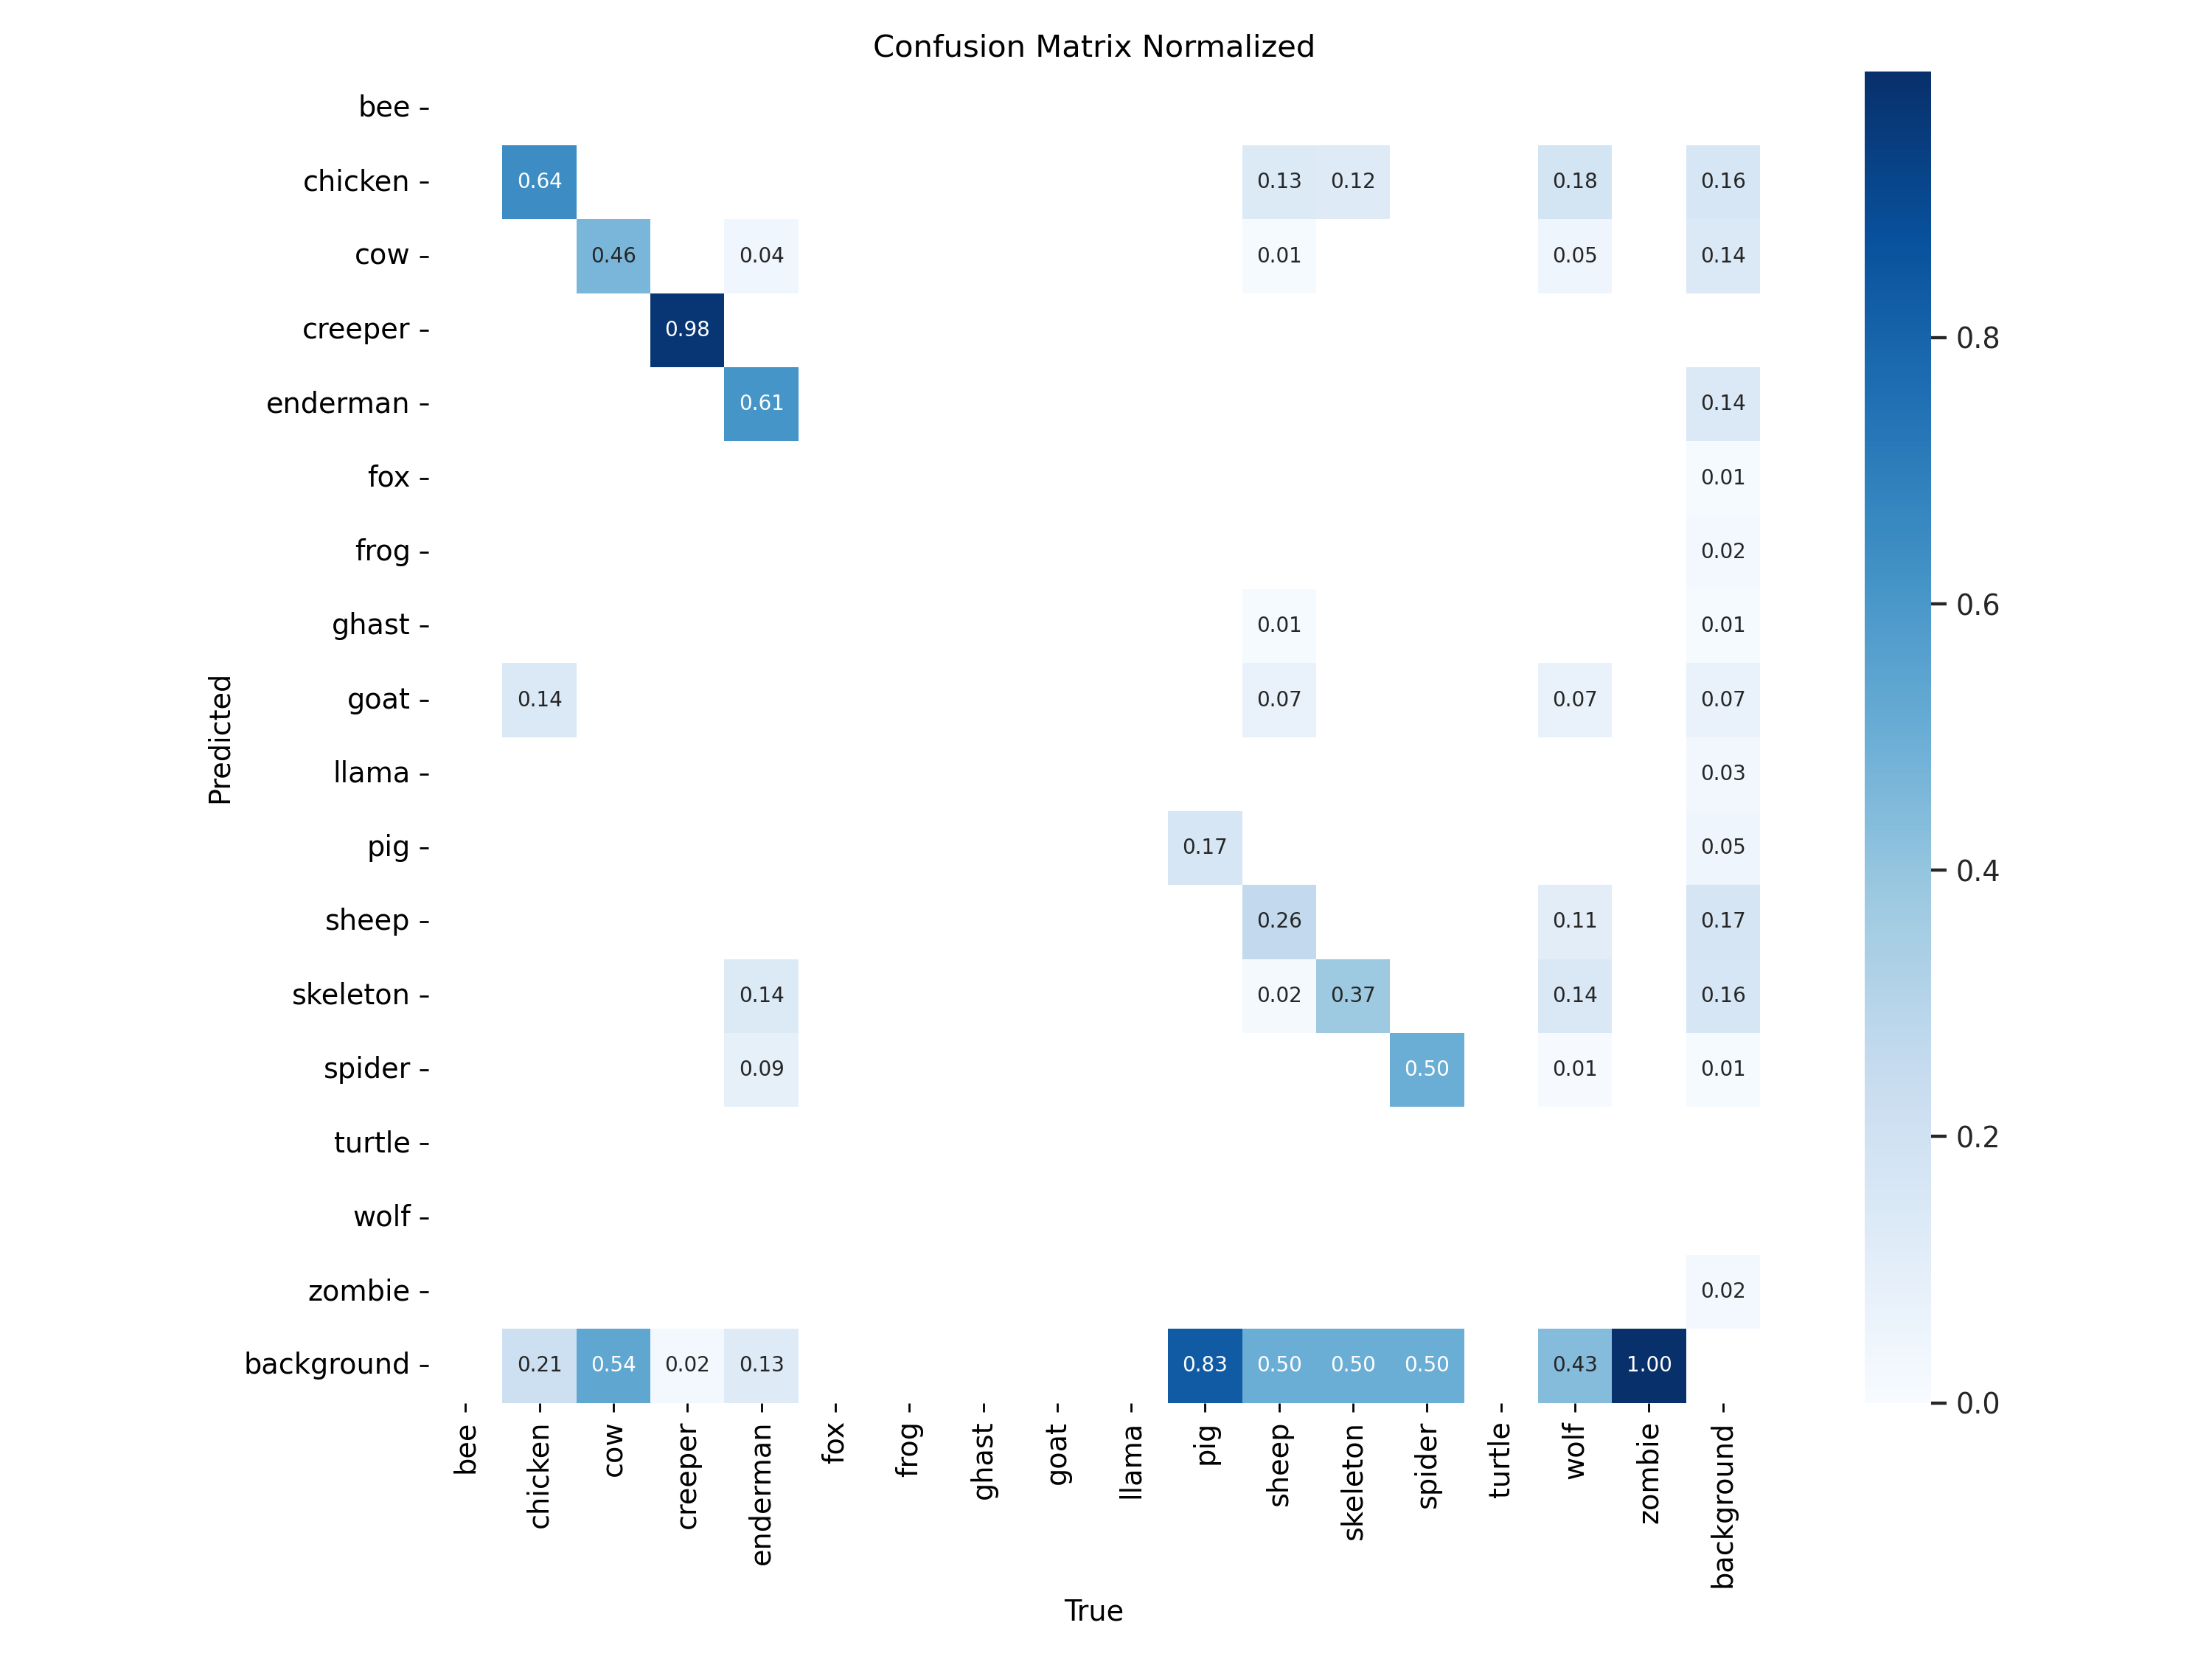 Confusion Matrix Normalized
bee
chicken 0.64 0.13 0.12 0.18 0.16
cow 0.46 0.04 0.01 0.05 0.14
creeper 0.98
0.8
enderman 0.61 0.14
fox 0.01
frog 0.02
0.6
ghast 0.01 0.01
goat 0.14 0.07 0.07 0.07
Predicted
llama 0.03
pig 0.17 0.05
0.4
sheep 0.26 0.11 0.17
skeleton 0.14 0.02 0.37 0.14 0.16
spider 0.09 0.50 0.01 0.01
turtle
0.2
wolf
zombie 0.02
background 0.21 0.54 0.02 0.13 0.83 0.50 0.50 0.50 0.43 1.00
0.0
bee chicken cow creeper enderman fox frog ghast goat llama pig sheep skeleton spider turtle wolf zombie background
True